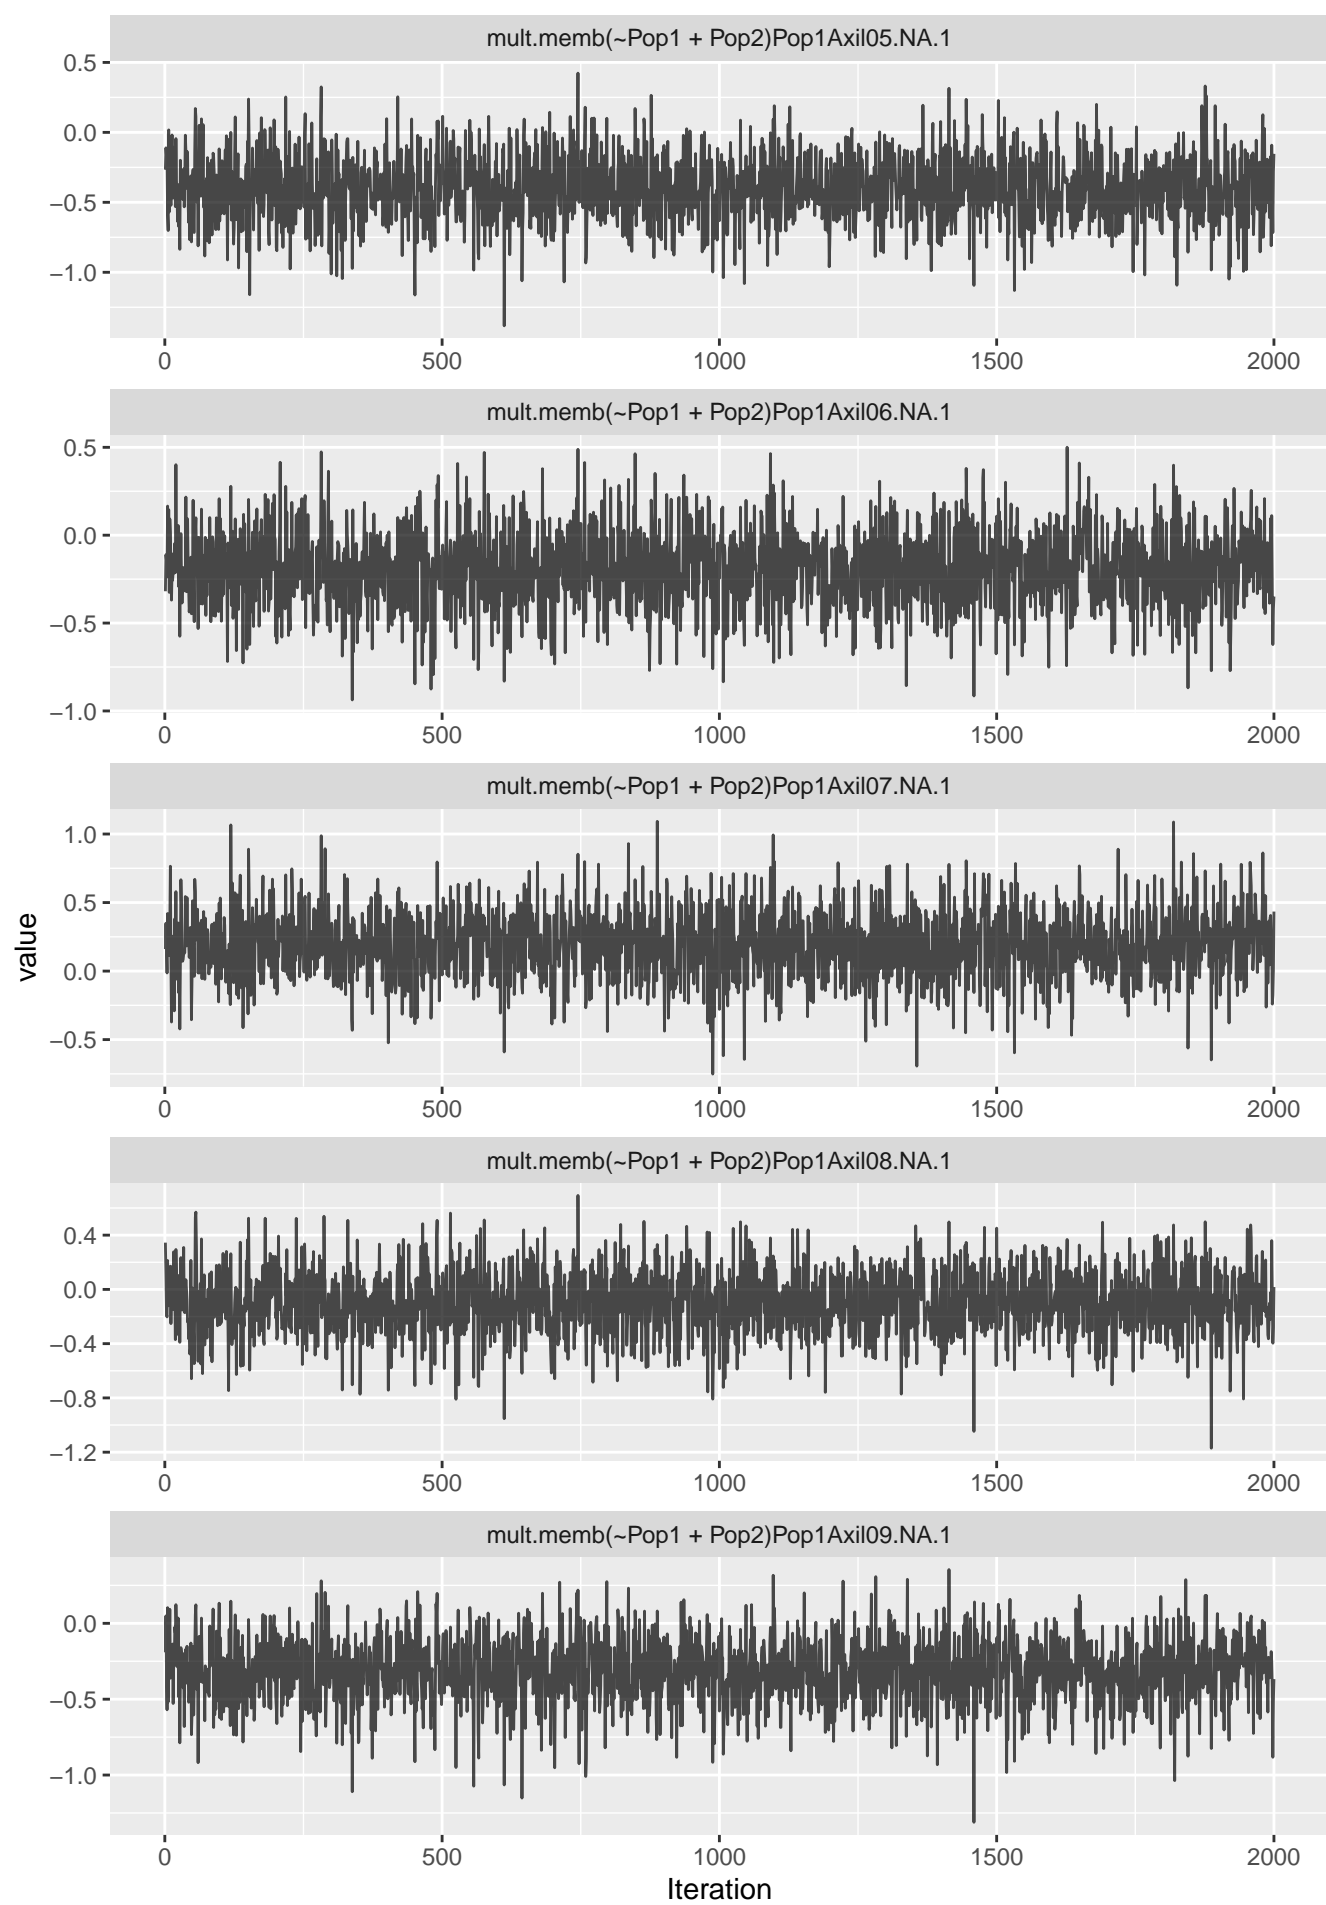 mult.memb(~Pop1 + Pop2)Pop1Axil05.NA.1
0.5
0.0
−0.5
−1.0
0 500 1000 1500 2000
mult.memb(~Pop1 + Pop2)Pop1Axil06.NA.1
0.5
0.0
−0.5
−1.0
0 500 1000 1500 2000
mult.memb(~Pop1 + Pop2)Pop1Axil07.NA.1
1.0
0.5
0.0
−0.5
0 500 1000 1500 2000
value
mult.memb(~Pop1 + Pop2)Pop1Axil08.NA.1
0.4
0.0
−0.4
−0.8
−1.2
0 500 1000 1500 2000
mult.memb(~Pop1 + Pop2)Pop1Axil09.NA.1
0.0
−0.5
−1.0
0 500 1000 1500 2000
Iteration